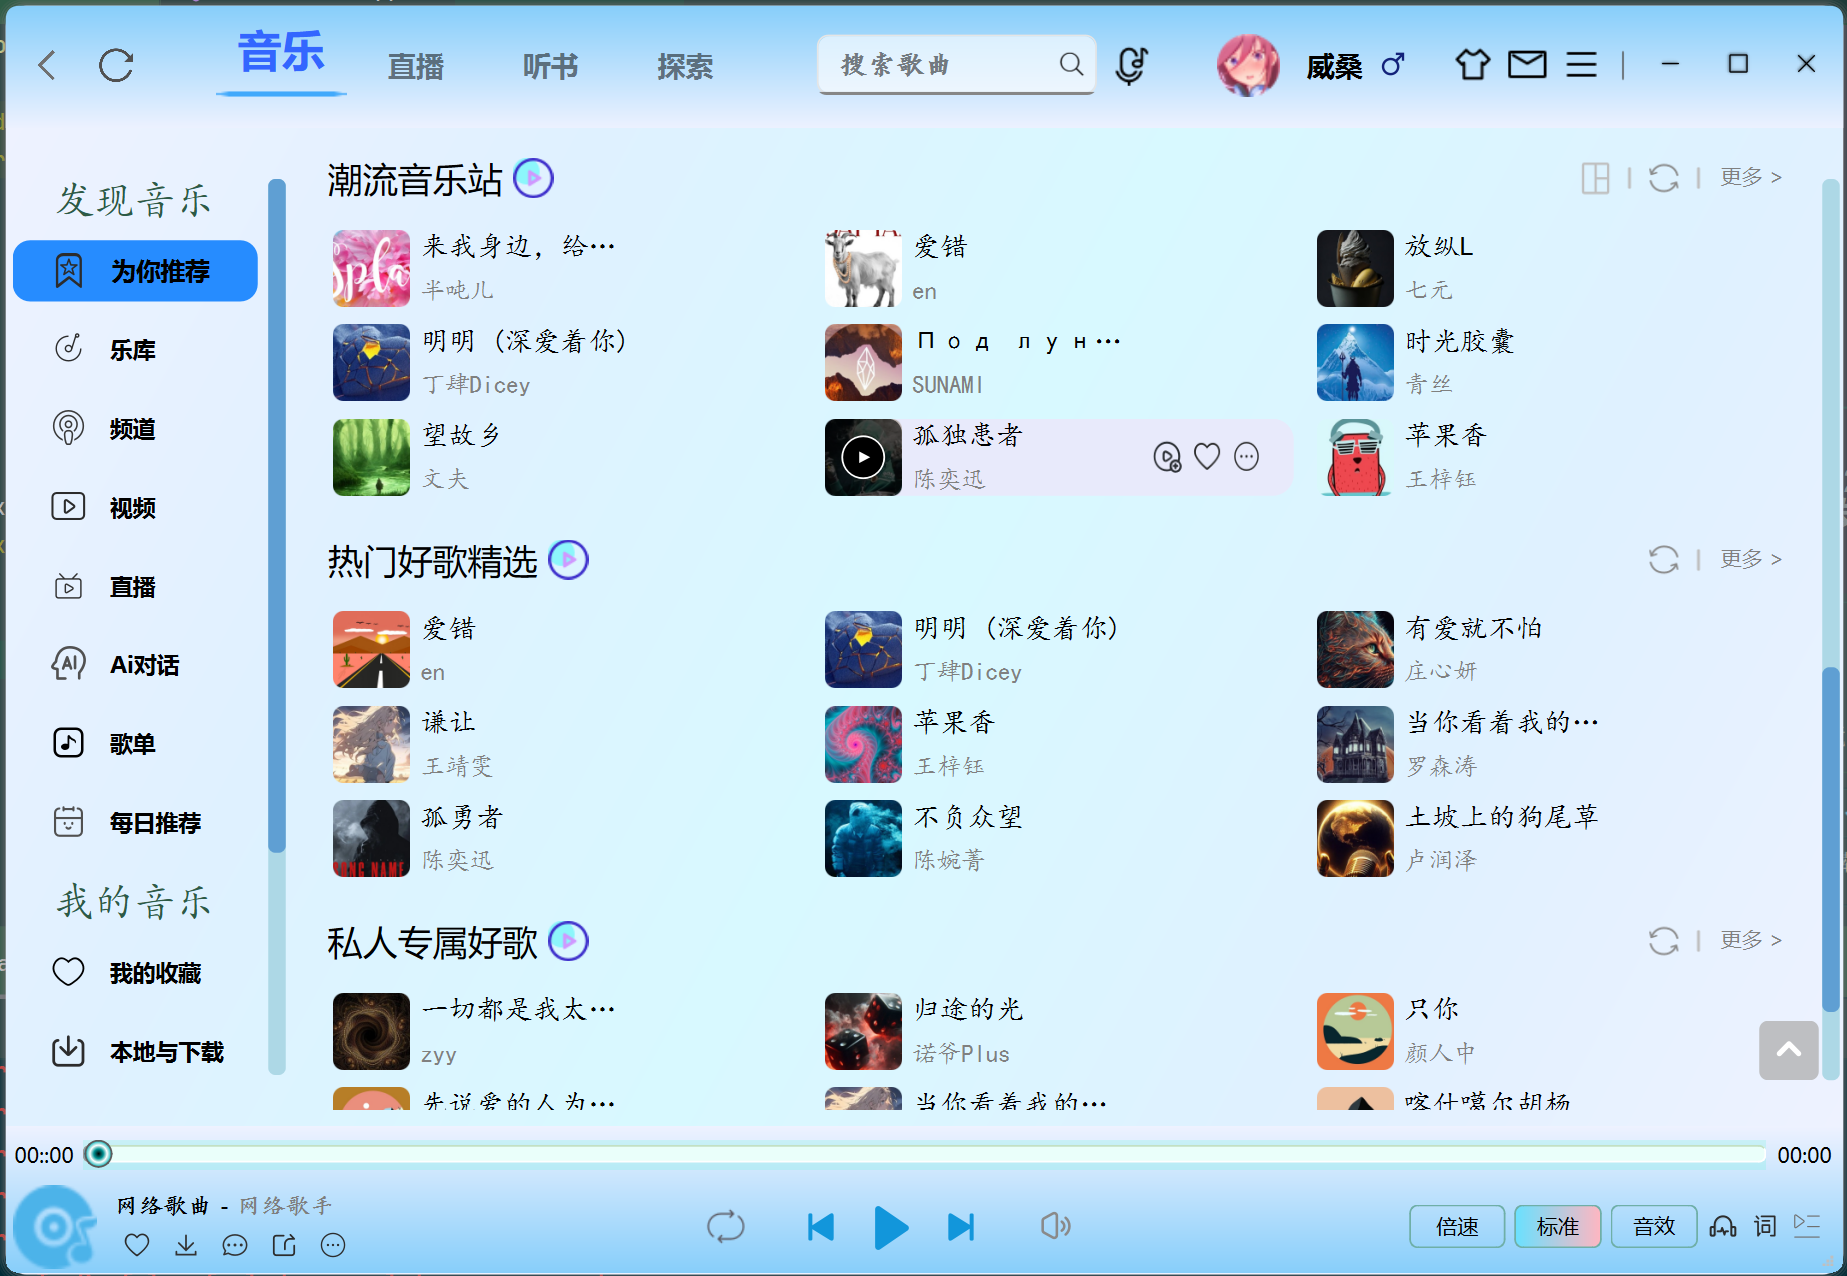 音乐 直播 听书 探索 搜索歌曲 威桑
发现音乐
为你推荐
乐库
频道
视频
直播
Ai对话
歌单
每日推荐
我的音乐
我的收藏
本地与下载
潮流音乐站 更多 >
来我身边，给…
半吨儿
爱错
en
放纵L
七元
明明（深爱着你）
丁肆Dicey
Под лун…
SUNAMI
时光胶囊
青丝
望故乡
文夫
孤独患者
陈奕迅
苹果香
王梓钰
热门好歌精选 更多 >
爱错
en
明明（深爱着你）
丁肆Dicey
有爱就不怕
庄心妍
谦让
王靖雯
苹果香
王梓钰
当你看着我的…
罗森涛
孤勇者
陈奕迅
SONG NAME
不负众望
陈婉菁
土坡上的狗尾草
卢润泽
私人专属好歌 更多 >
一切都是我太…
zyy
归途的光
诺爷Plus
只你
颜人中
先说爱的人为…
当你看着我的…
喀什噶尔胡杨
00::00 00:00
网络歌曲 - 网络歌手
倍速 标准 音效 词